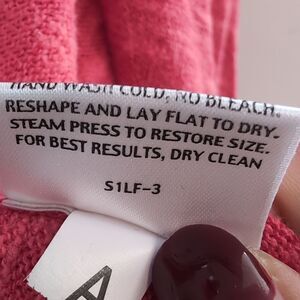 HAND WASH COLD, NO BLEACH.
RESHAPE AND LAY FLAT TO DRY.
STEAM PRESS TO RESTORE SIZE.
FOR BEST RESULTS, DRY CLEAN
S1LF-3
A